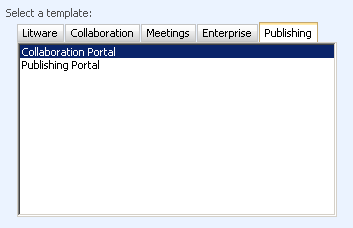 Select a template:
Litware Collaboration Meetings Enterprise Publishing
Collaboration Portal
Publishing Portal